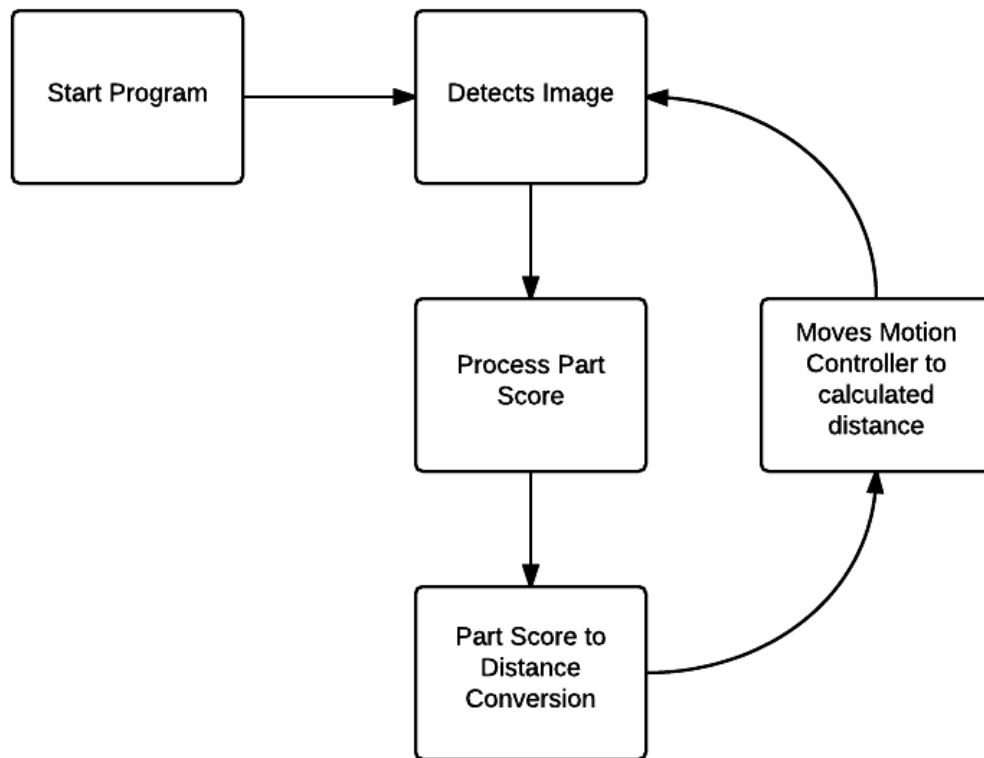 Start Program
Detects Image
Process Part
Score
Moves Motion
Controller to
calculated
distance
Part Score to
Distance
Conversion